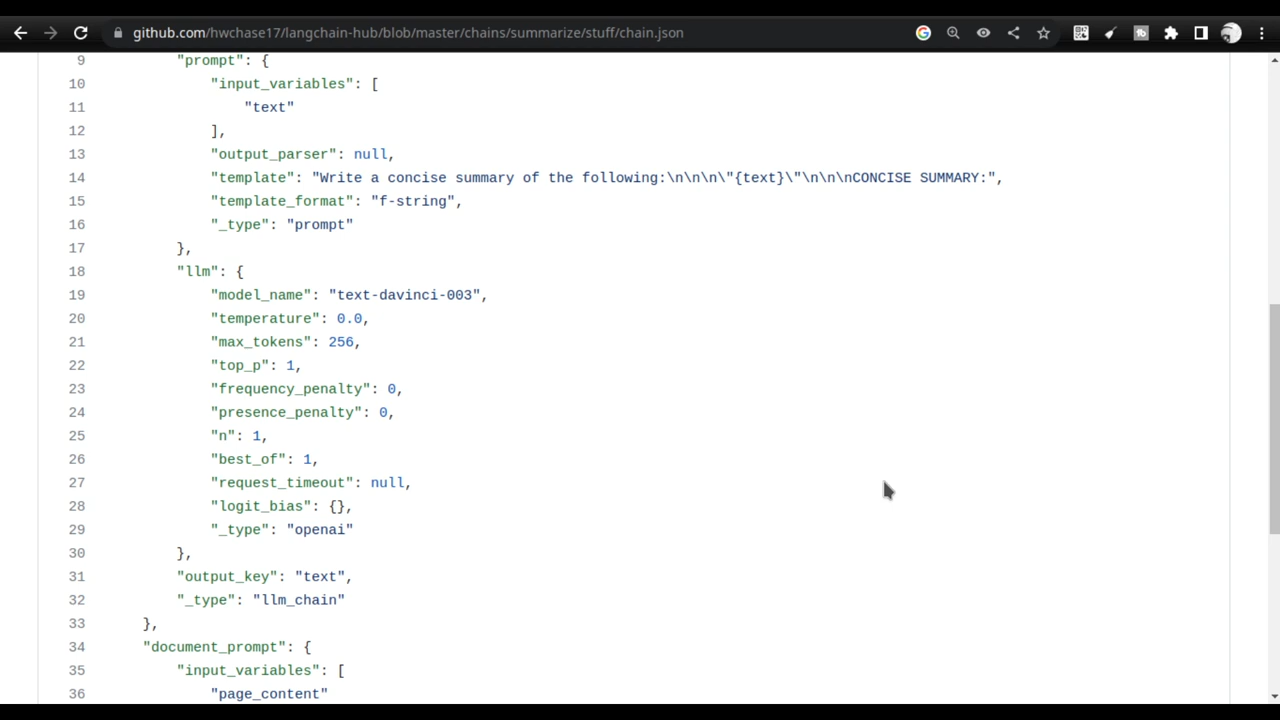 github.com/hwchase17/langchain-hub/blob/master/chains/summarize/stuff/chain.json
9 "prompt": {
10 "input_variables": [
11 "text"
12 ],
13 "output_parser": null,
14 "template": "Write a concise summary of the following:\n\n\n\"{text}\"\n\n\nCONCISE SUMMARY:",
15 "template_format": "f-string",
16 "_type": "prompt"
17 },
18 "llm": {
19 "model_name": "text-davinci-003",
20 "temperature": 0.0,
21 "max_tokens": 256,
22 "top_p": 1,
23 "frequency_penalty": 0,
24 "presence_penalty": 0,
25 "n": 1,
26 "best_of": 1,
27 "request_timeout": null,
28 "logit_bias": {},
29 "_type": "openai"
30 },
31 "output_key": "text",
32 "_type": "llm_chain"
33 },
34 "document_prompt": {
35 "input_variables": [
36 "page_content"